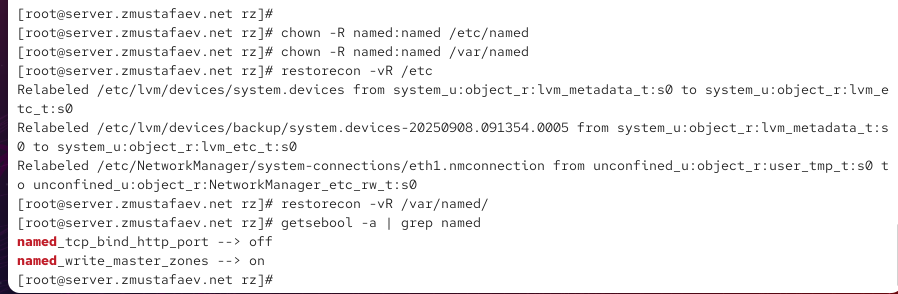 [root@server.zmustafaev.net rz]#
[root@server.zmustafaev.net rz]# chown -R named:named /etc/named
[root@server.zmustafaev.net rz]# chown -R named:named /var/named
[root@server.zmustafaev.net rz]# restorecon -vR /etc
Relabeled /etc/lvm/devices/system.devices from system_u:object_r:lvm_metadata_t:s0 to system_u:object_r:lvm_e
tc_t:s0
Relabeled /etc/lvm/devices/backup/system.devices-20250908.091354.0005 from system_u:object_r:lvm_metadata_t:s
0 to system_u:object_r:lvm_etc_t:s0
Relabeled /etc/NetworkManager/system-connections/eth1.nmconnection from unconfined_u:object_r:user_tmp_t:s0 t
o unconfined_u:object_r:NetworkManager_etc_rw_t:s0
[root@server.zmustafaev.net rz]# restorecon -vR /var/named/
[root@server.zmustafaev.net rz]# getsebool -a | grep named
named_tcp_bind_http_port --> off
named_write_master_zones --> on
[root@server.zmustafaev.net rz]#